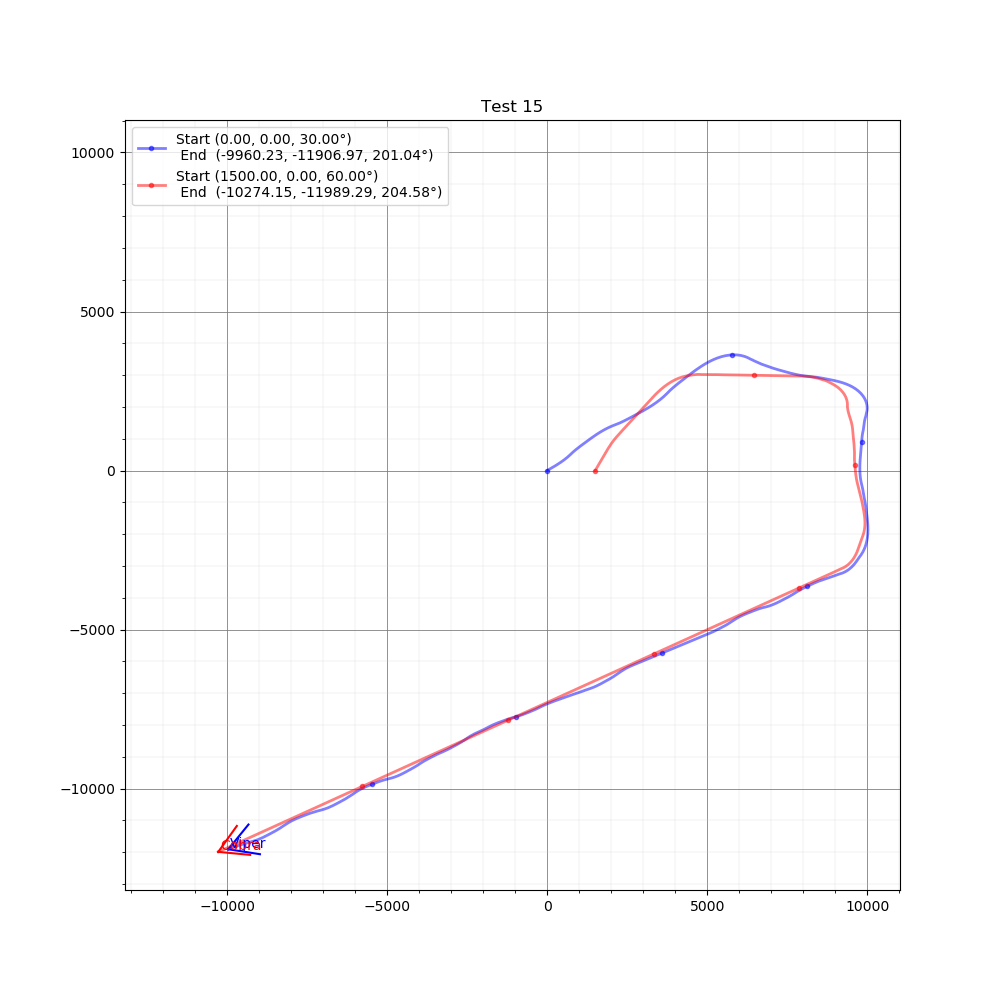 Test 15
Start (0.00, 0.00, 30.00°)
End (-9960.23, -11906.97, 201.04°)
Start (1500.00, 0.00, 60.00°)
End (-10274.15, -11989.29, 204.58°)
10000
5000
0
−5000
−10000
Viper
−10000
−5000
0
5000
10000